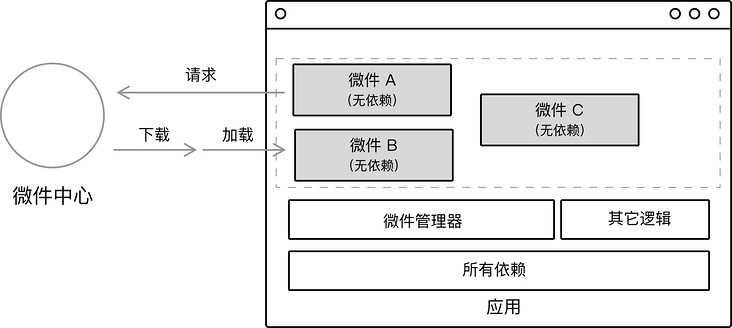 请求
下载
加载
微件中心
微件 A
(无依赖)
微件 B
(无依赖)
微件 C
(无依赖)
微件管理器
其它逻辑
所有依赖
应用